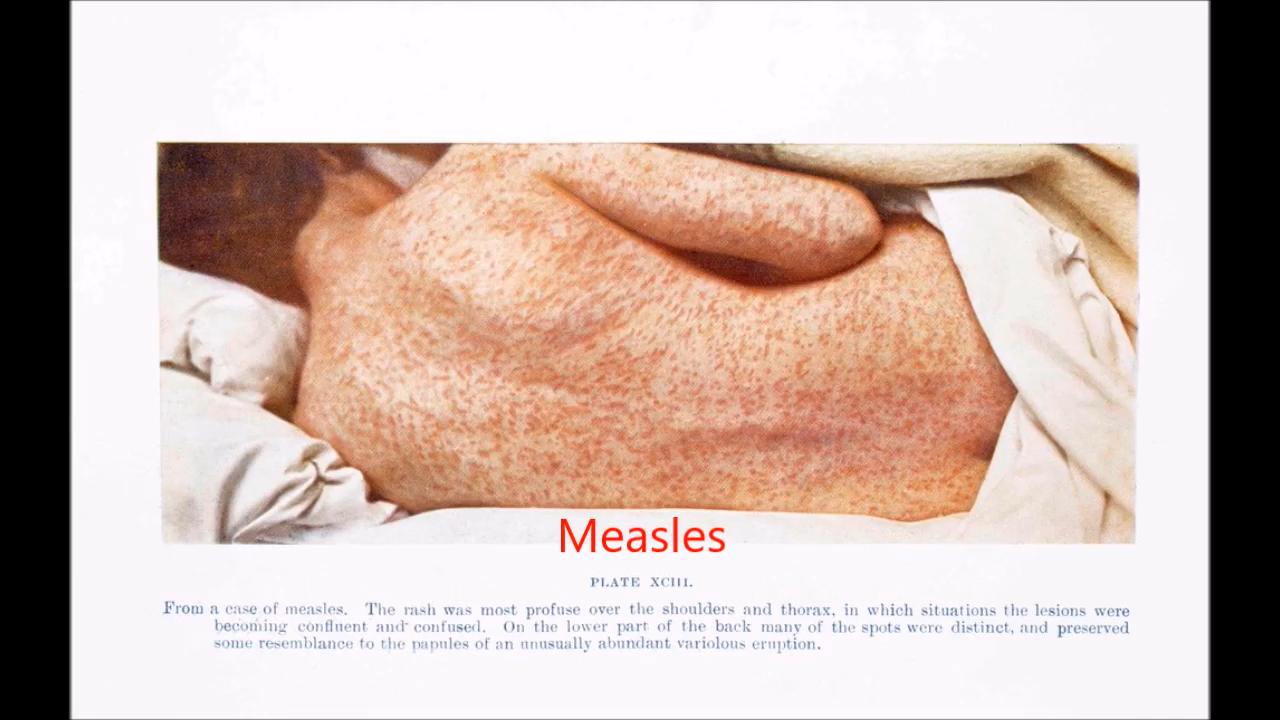 Measles
PLATE XCIII.
From a case of measles. The rash was most profuse over the shoulders and thorax, in which situations the lesions were
becoming confluent and confused. On the lower part of the back many of the spots were distinct, and preserved
some resemblance to the papules of an unusually abundant variolous eruption.